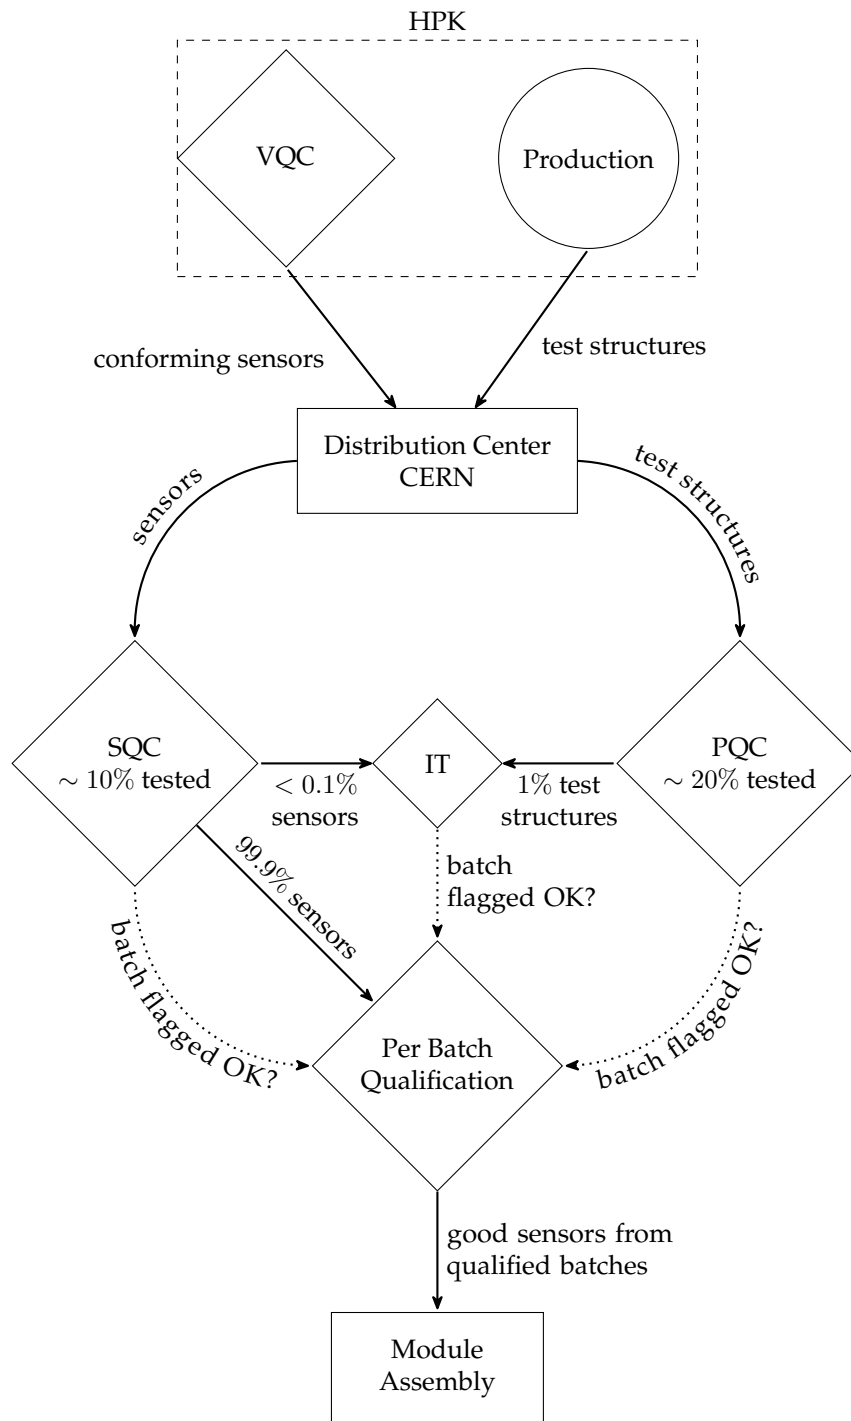 HPK
VQC
Production
conforming sensors
test structures
Distribution Center
CERN
sensors
test structures
SQC
∼ 10% tested
< 0.1%
sensors
IT
1% test
structures
PQC
∼ 20% tested
99.9% sensors
batch
flagged OK?
batch flagged OK?
batch flagged OK?
Per Batch
Qualification
good sensors from
qualified batches
Module
Assembly